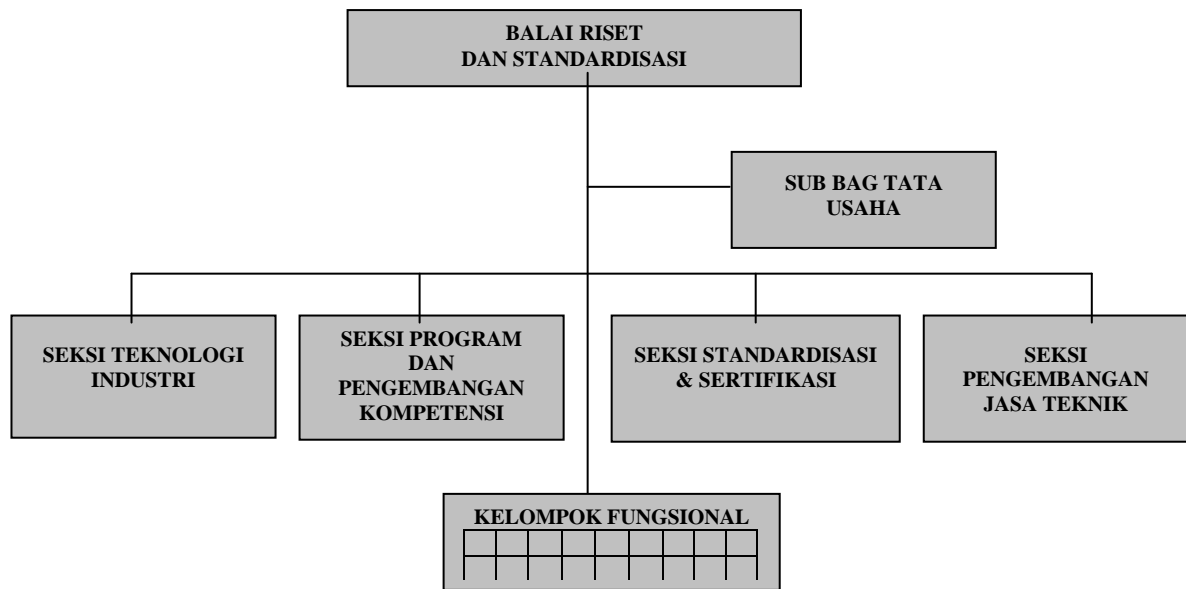 BALAI RISET
DAN STANDARDISASI
SUB BAG TATA
USAHA
SEKSI TEKNOLOGI
INDUSTRI
SEKSI PROGRAM
DAN
PENGEMBANGAN
KOMPETENSI
SEKSI STANDARDISASI
& SERTIFIKASI
SEKSI
PENGEMBANGAN
JASA TEKNIK
KELOMPOK FUNGSIONAL